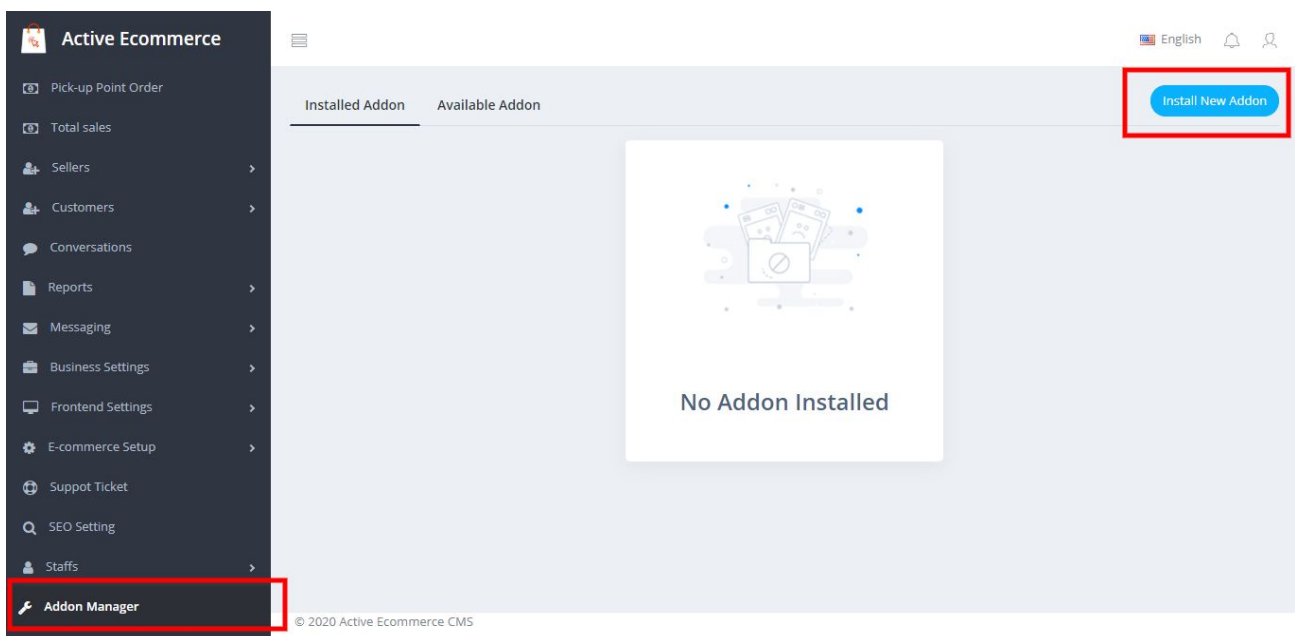 Active Ecommerce
English
Pick-up Point Order
Total sales
Sellers
Customers
Conversations
Reports
Messaging
Business Settings
Frontend Settings
E-commerce Setup
Suppot Ticket
SEO Setting
Staffs
Addon Manager
Installed Addon Available Addon
Install New Addon
No Addon Installed
© 2020 Active Ecommerce CMS